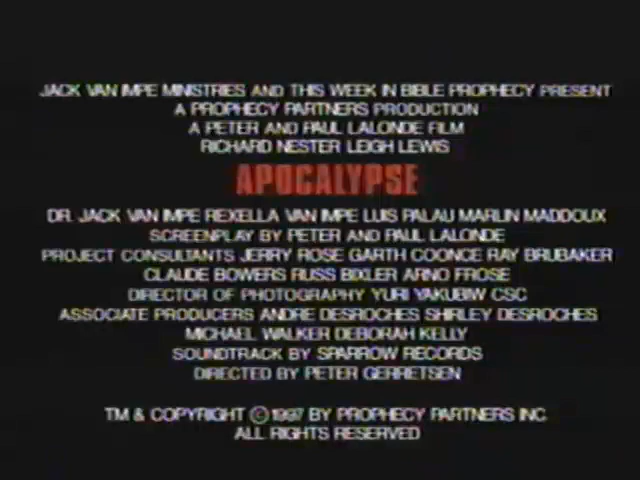 JACK VAN IMPE MINISTRIES AND THIS WEEK IN BIBLE PROPHECY PRESENT
A PROPHECY PARTNERS PRODUCTION
A PETER AND PAUL LALONDE FILM
RICHARD NESTER LEIGH LEWIS
APOCALYPSE
DR. JACK VAN IMPE REXELLA VAN IMPE LUIS PALAU MARLIN MADDOUX
SCREENPLAY BY PETER AND PAUL LALONDE
PROJECT CONSULTANTS JERRY ROSE GARTH COONCE RAY BRUBAKER
CLAUDE BOWERS RUSS BIXLER ARNO FROSE
DIRECTOR OF PHOTOGRAPHY YURI YAKUBIW CSC
ASSOCIATE PRODUCERS ANDRE DESROCHES SHIRLEY DESROCHES
MICHAEL WALKER DEBORAH KELLY
SOUNDTRACK BY SPARROW RECORDS
DIRECTED BY PETER GERRETSEN
TM & COPYRIGHT ©1997 BY PROPHECY PARTNERS INC
ALL RIGHTS RESERVED